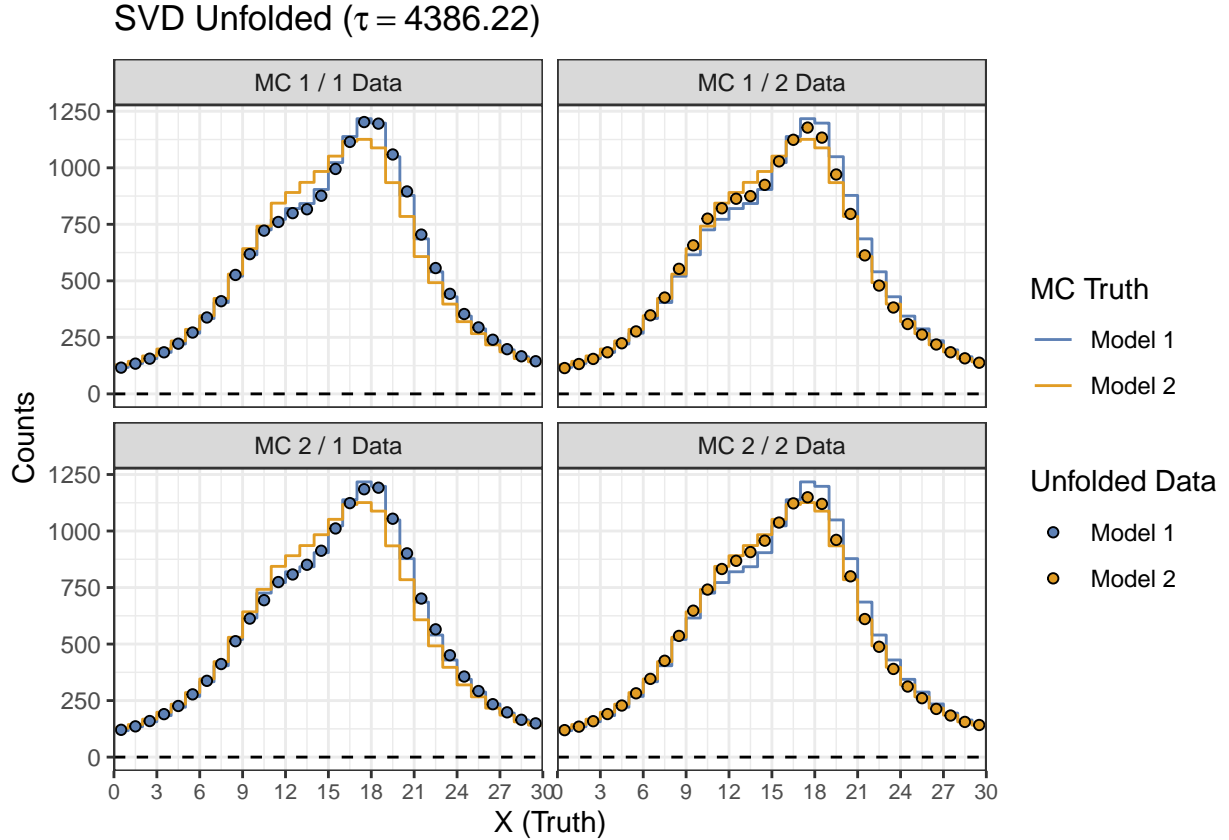 SVD Unfolded (τ = 4386.22)
MC 1 / 1 Data
MC 1 / 2 Data
1250
1000
750
500
250
0
MC 2 / 1 Data
MC 2 / 2 Data
1250
1000
750
500
250
0
0 3 6 9 12 15 18 21 24 27 30
0 3 6 9 12 15 18 21 24 27 30
X (Truth)
Counts
MC Truth
Model 1
Model 2
Unfolded Data
Model 1
Model 2